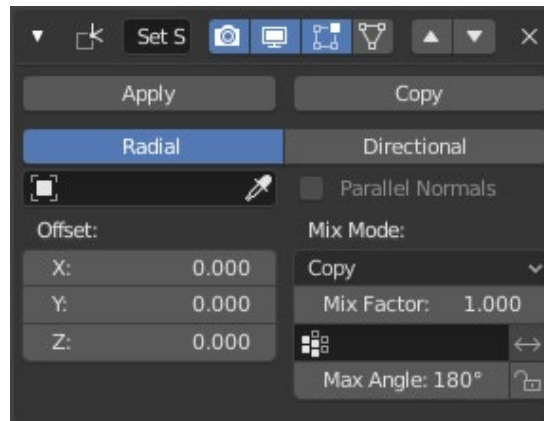 Set S
Apply Copy
Radial Directional
Parallel Normals
Offset: Mix Mode:
X: 0.000 Copy
Y: 0.000 Mix Factor: 1.000
Z: 0.000
Max Angle: 180°